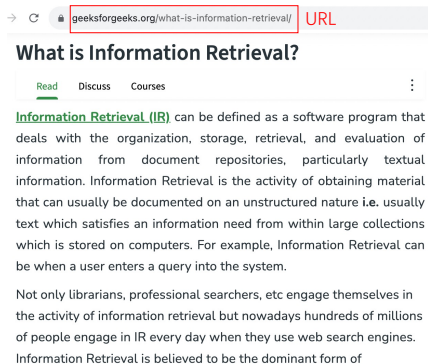 geeksforgeeks.org/what-is-information-retrieval/ URL
What is Information Retrieval?
Read Discuss Courses
Information Retrieval (IR) can be defined as a software program that
deals with the organization, storage, retrieval, and evaluation of
information from document repositories, particularly textual
information. Information Retrieval is the activity of obtaining material
that can usually be documented on an unstructured nature i.e. usually
text which satisfies an information need from within large collections
which is stored on computers. For example, Information Retrieval can
be when a user enters a query into the system.
Not only librarians, professional searchers, etc engage themselves in
the activity of information retrieval but nowadays hundreds of millions
of people engage in IR every day when they use web search engines.
Information Retrieval is believed to be the dominant form of